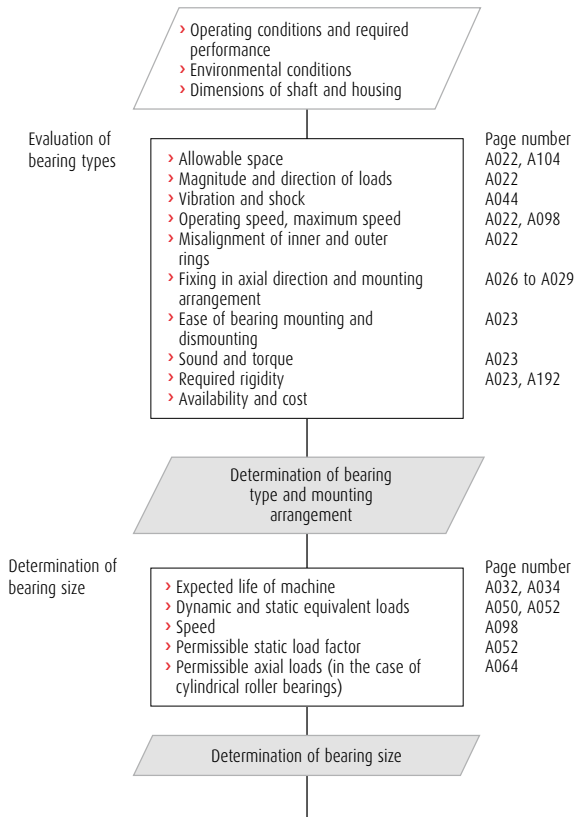 › Operating conditions and required
performance
› Environmental conditions
› Dimensions of shaft and housing
Evaluation of
bearing types
Page number
› Allowable space A022, A104
› Magnitude and direction of loads A022
› Vibration and shock A044
› Operating speed, maximum speed A022, A098
› Misalignment of inner and outer A022
rings
› Fixing in axial direction and mounting A026 to A029
arrangement
› Ease of bearing mounting and A023
dismounting
› Sound and torque A023
› Required rigidity A023, A192
› Availability and cost
Determination of bearing
type and mounting
arrangement
Determination of
bearing size
Page number
› Expected life of machine A032, A034
› Dynamic and static equivalent loads A050, A052
› Speed A098
› Permissible static load factor A052
› Permissible axial loads (in the case of A064
cylindrical roller bearings)
Determination of bearing size